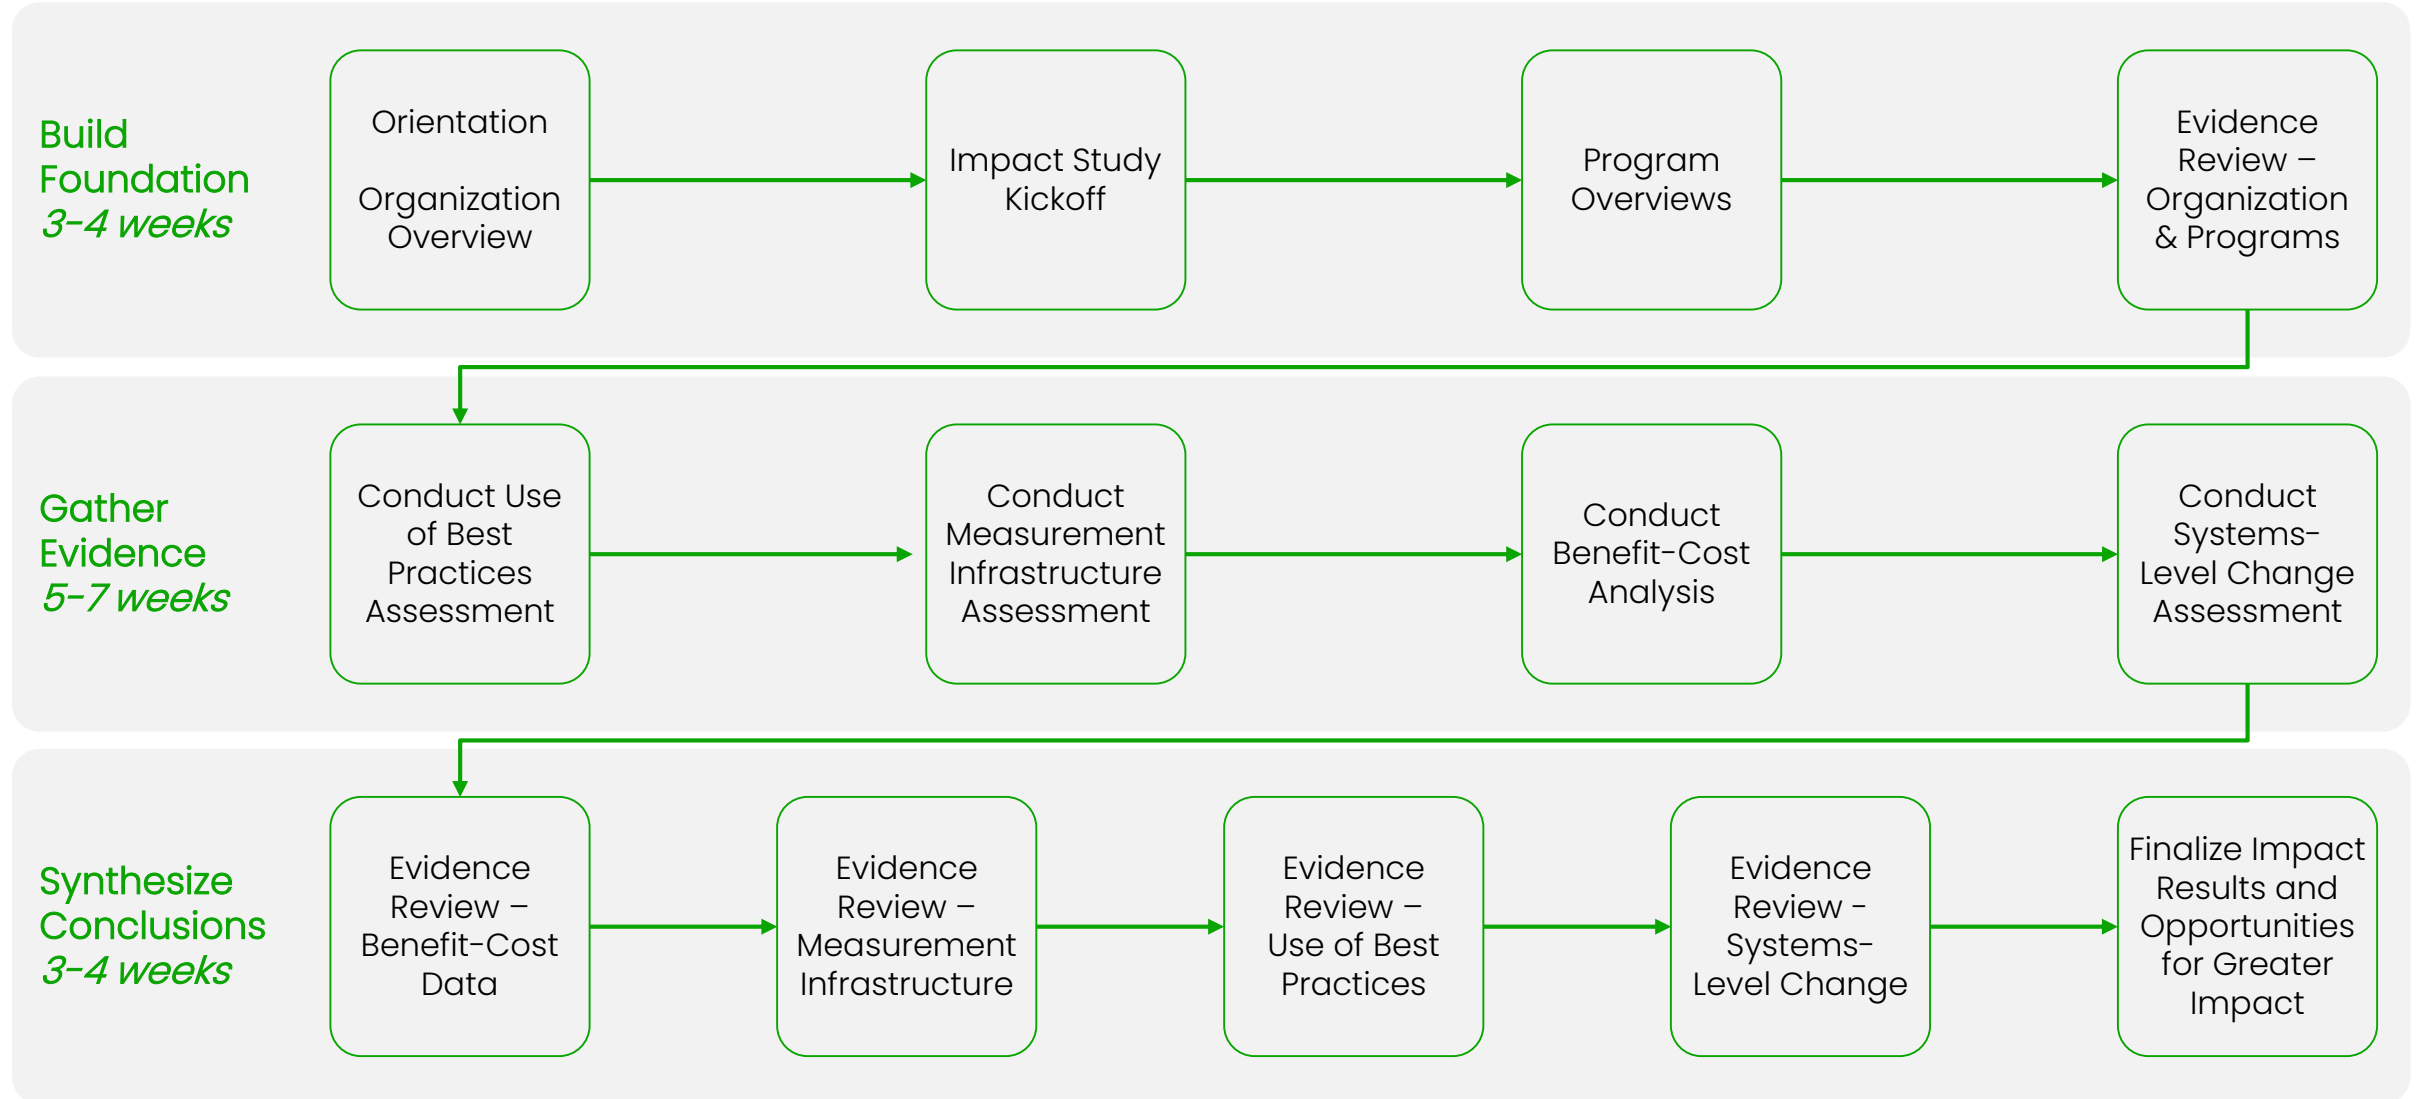 Build
Foundation
3-4 weeks
Orientation
Organization
Overview
Impact Study
Kickoff
Program
Overviews
Evidence
Review –
Organization
& Programs
Gather
Evidence
5-7 weeks
Conduct Use
of Best
Practices
Assessment
Conduct
Measurement
Infrastructure
Assessment
Conduct
Benefit-Cost
Analysis
Conduct
Systems-
Level Change
Assessment
Synthesize
Conclusions
3-4 weeks
Evidence
Review –
Benefit-Cost
Data
Evidence
Review –
Measurement
Infrastructure
Evidence
Review –
Use of Best
Practices
Evidence
Review -
Systems-
Level Change
Finalize Impact
Results and
Opportunities
for Greater
Impact